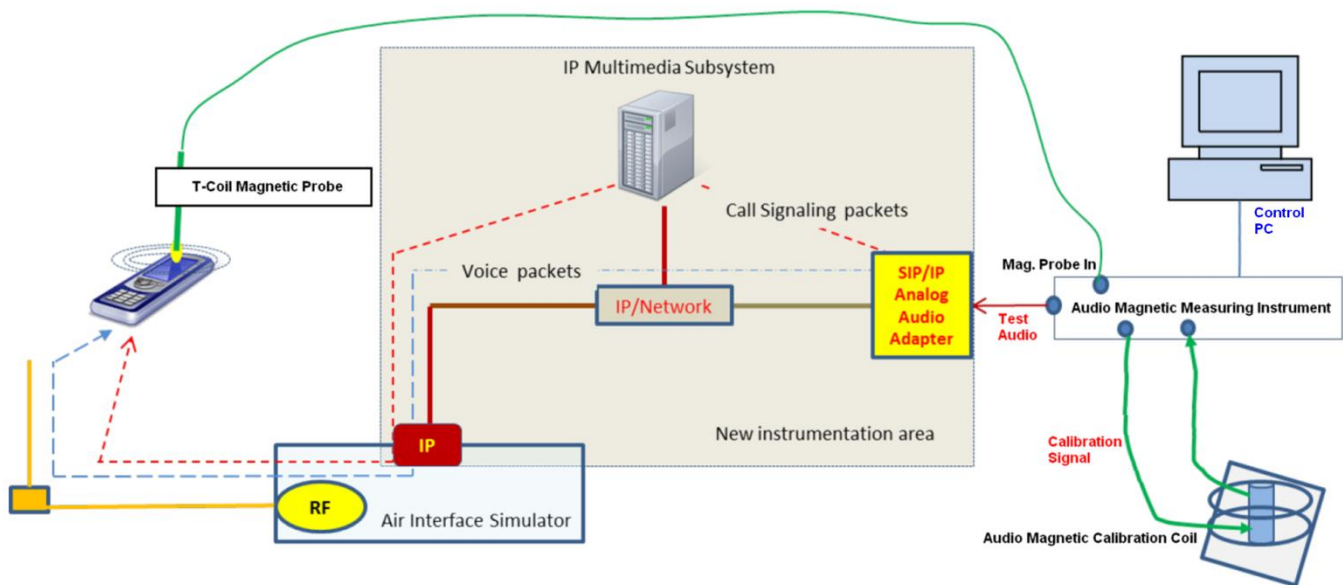 IP Multimedia Subsystem
T-Coil Magnetic Probe
Call Signaling packets
Control
PC
Voice packets
Mag. Probe In
SIP/IP
Analog
Audio
Adapter
IP/Network
Test
Audio
Audio Magnetic Measuring Instrument
New instrumentation area
IP
Calibration
Signal
RF
Air Interface Simulator
Audio Magnetic Calibration Coil